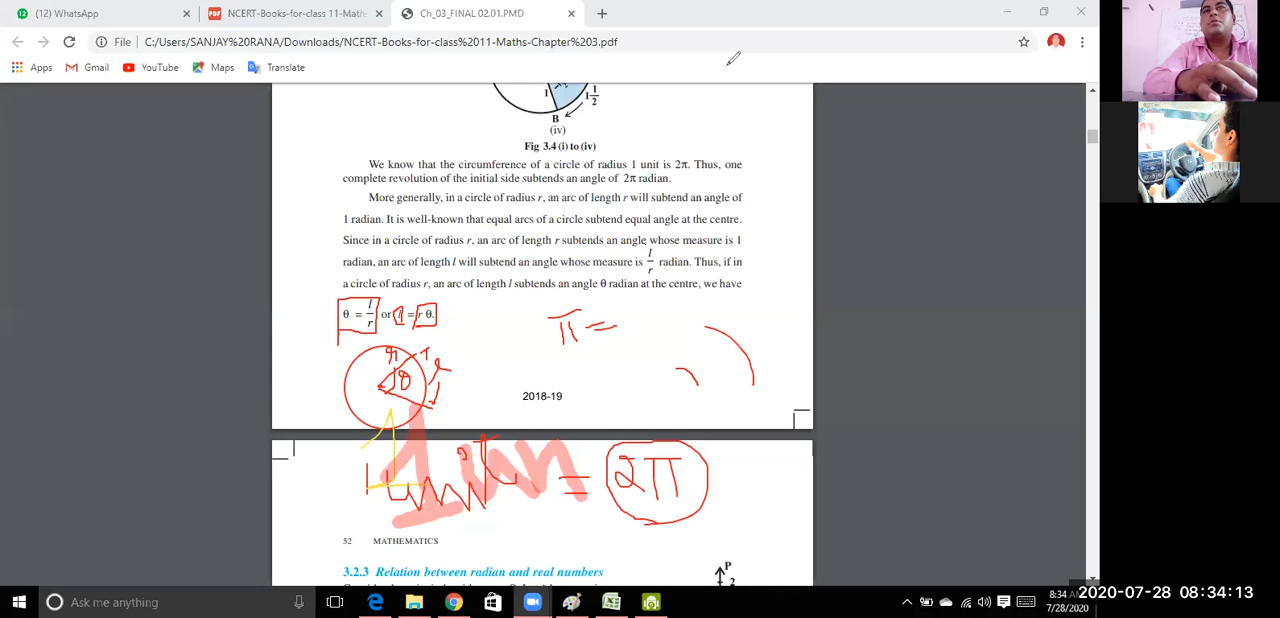 (12) WhatsApp
NCERT-Books-for-class 11-Math
Ch_03_FINAL 02.01.PMD
File C:/Users/SANJAY%20RANA/Downloads/NCERT-Books-for-class%2011-Maths-Chapter%203.pdf
Apps Gmail YouTube Maps Translate
1 1 1/2
B
(iv)
Fig 3.4 (i) to (iv)
We know that the circumference of a circle of radius 1 unit is 2π. Thus, one
complete revolution of the initial side subtends an angle of 2π radian.
More generally, in a circle of radius r, an arc of length r will subtend an angle of
1 radian. It is well-known that equal arcs of a circle subtend equal angle at the centre.
Since in a circle of radius r, an arc of length r subtends an angle whose measure is 1
radian, an arc of length l will subtend an angle whose measure is l/r radian. Thus, if in
a circle of radius r, an arc of length l subtends an angle θ radian at the centre, we have
θ = l/r or l = r θ.
π =
θ l
2018-19
1 = 2π
52 MATHEMATICS
3.2.3 Relation between radian and real numbers
P
2
Ask me anything
8:34 AM
7/28/2020
2020-07-28 08:34:13